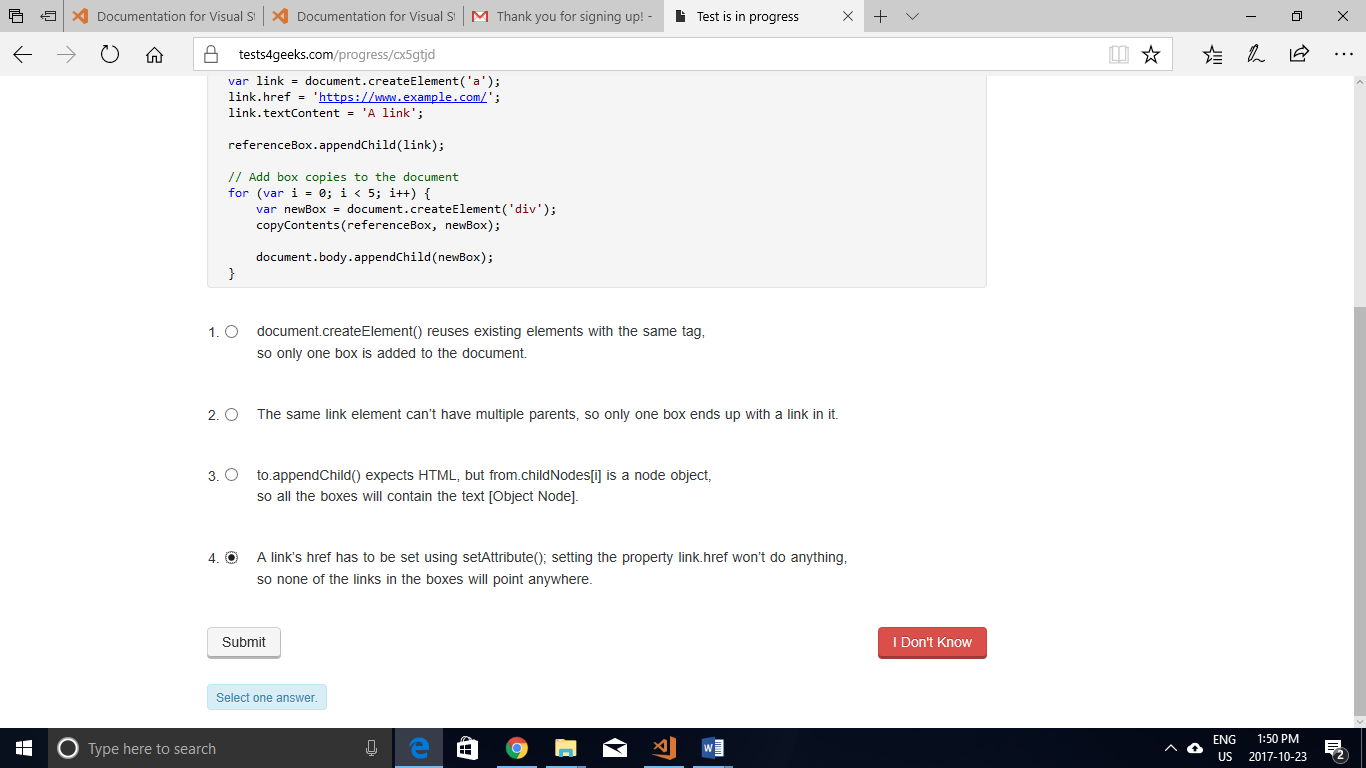 Documentation for Visual St
Documentation for Visual St
Thank you for signing up! -
Test is in progress
tests4geeks.com/progress/cx5gtjd
var link = document.createElement('a');
link.href = 'https://www.example.com/';
link.textContent = 'A link';
referenceBox.appendChild(link);
// Add box copies to the document
for (var i = 0; i < 5; i++) {
var newBox = document.createElement('div');
copyContents(referenceBox, newBox);
document.body.appendChild(newBox);
}
1. document.createElement() reuses existing elements with the same tag,
so only one box is added to the document.
2. The same link element can't have multiple parents, so only one box ends up with a link in it.
3. to.appendChild() expects HTML, but from.childNodes[i] is a node object,
so all the boxes will contain the text [Object Node].
4. A link's href has to be set using setAttribute(); setting the property link.href won't do anything,
so none of the links in the boxes will point anywhere.
Submit
I Don't Know
Select one answer.
Type here to search
ENG
US
1:50 PM
2017-10-23
2